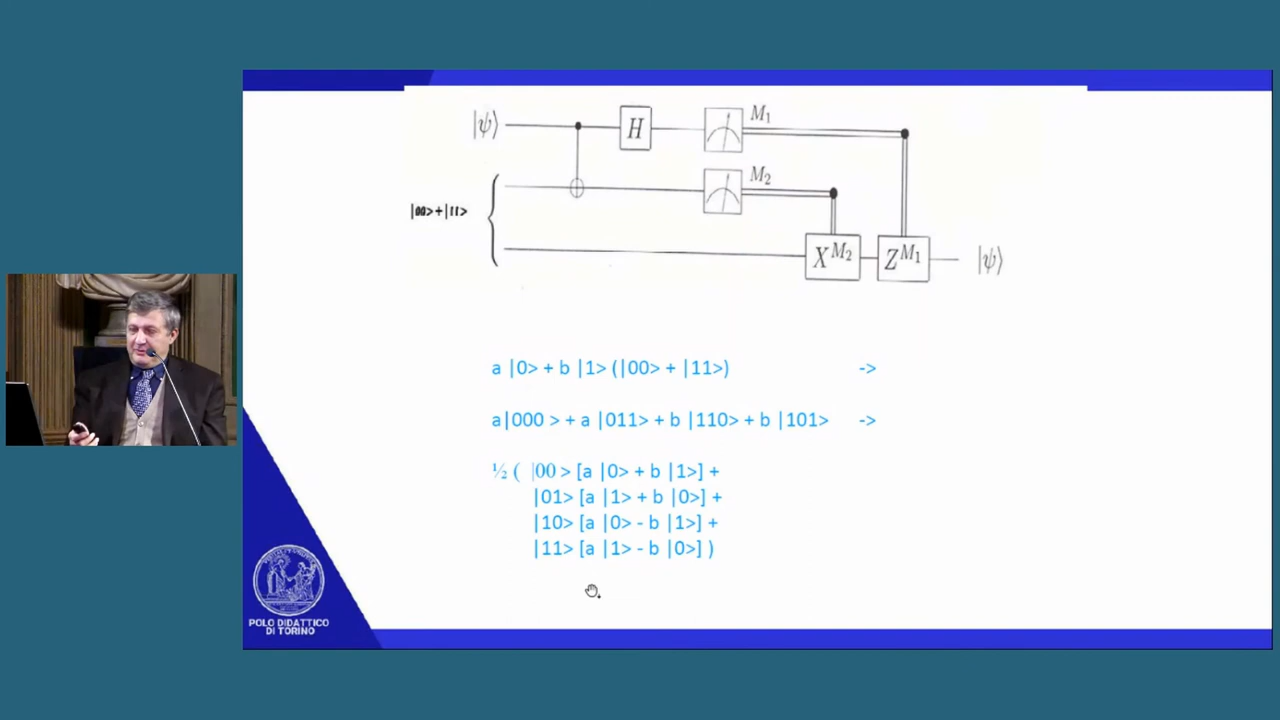 |ψ⟩
H
M₁
M₂
|00>+|11>
X^M₂
Z^M₁
|ψ⟩
a |0> + b |1> (|00> + |11>) ->
a|000 > + a |011> + b |110> + b |101> ->
½ ( |00 > [a |0> + b |1>] +
|01> [a |1> + b |0>] +
|10> [a |0> - b |1>] +
|11> [a |1> - b |0>] )
POLO DIDATTICO
DI TORINO